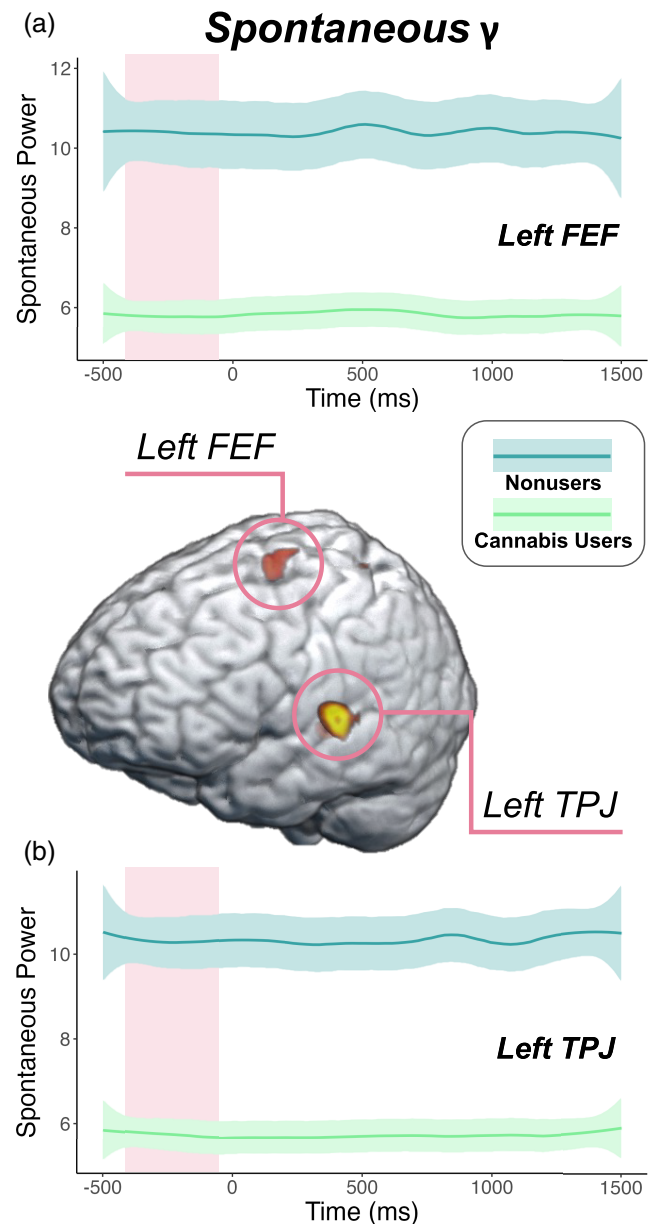 (a)
Spontaneous γ
Spontaneous Power
12
10
8
6
Left FEF
-500 0 500 1000 1500
Time (ms)
Left FEF
Nonusers
Cannabis Users
Left TPJ
(b)
Spontaneous Power
10
8
6
Left TPJ
-500 0 500 1000 1500
Time (ms)